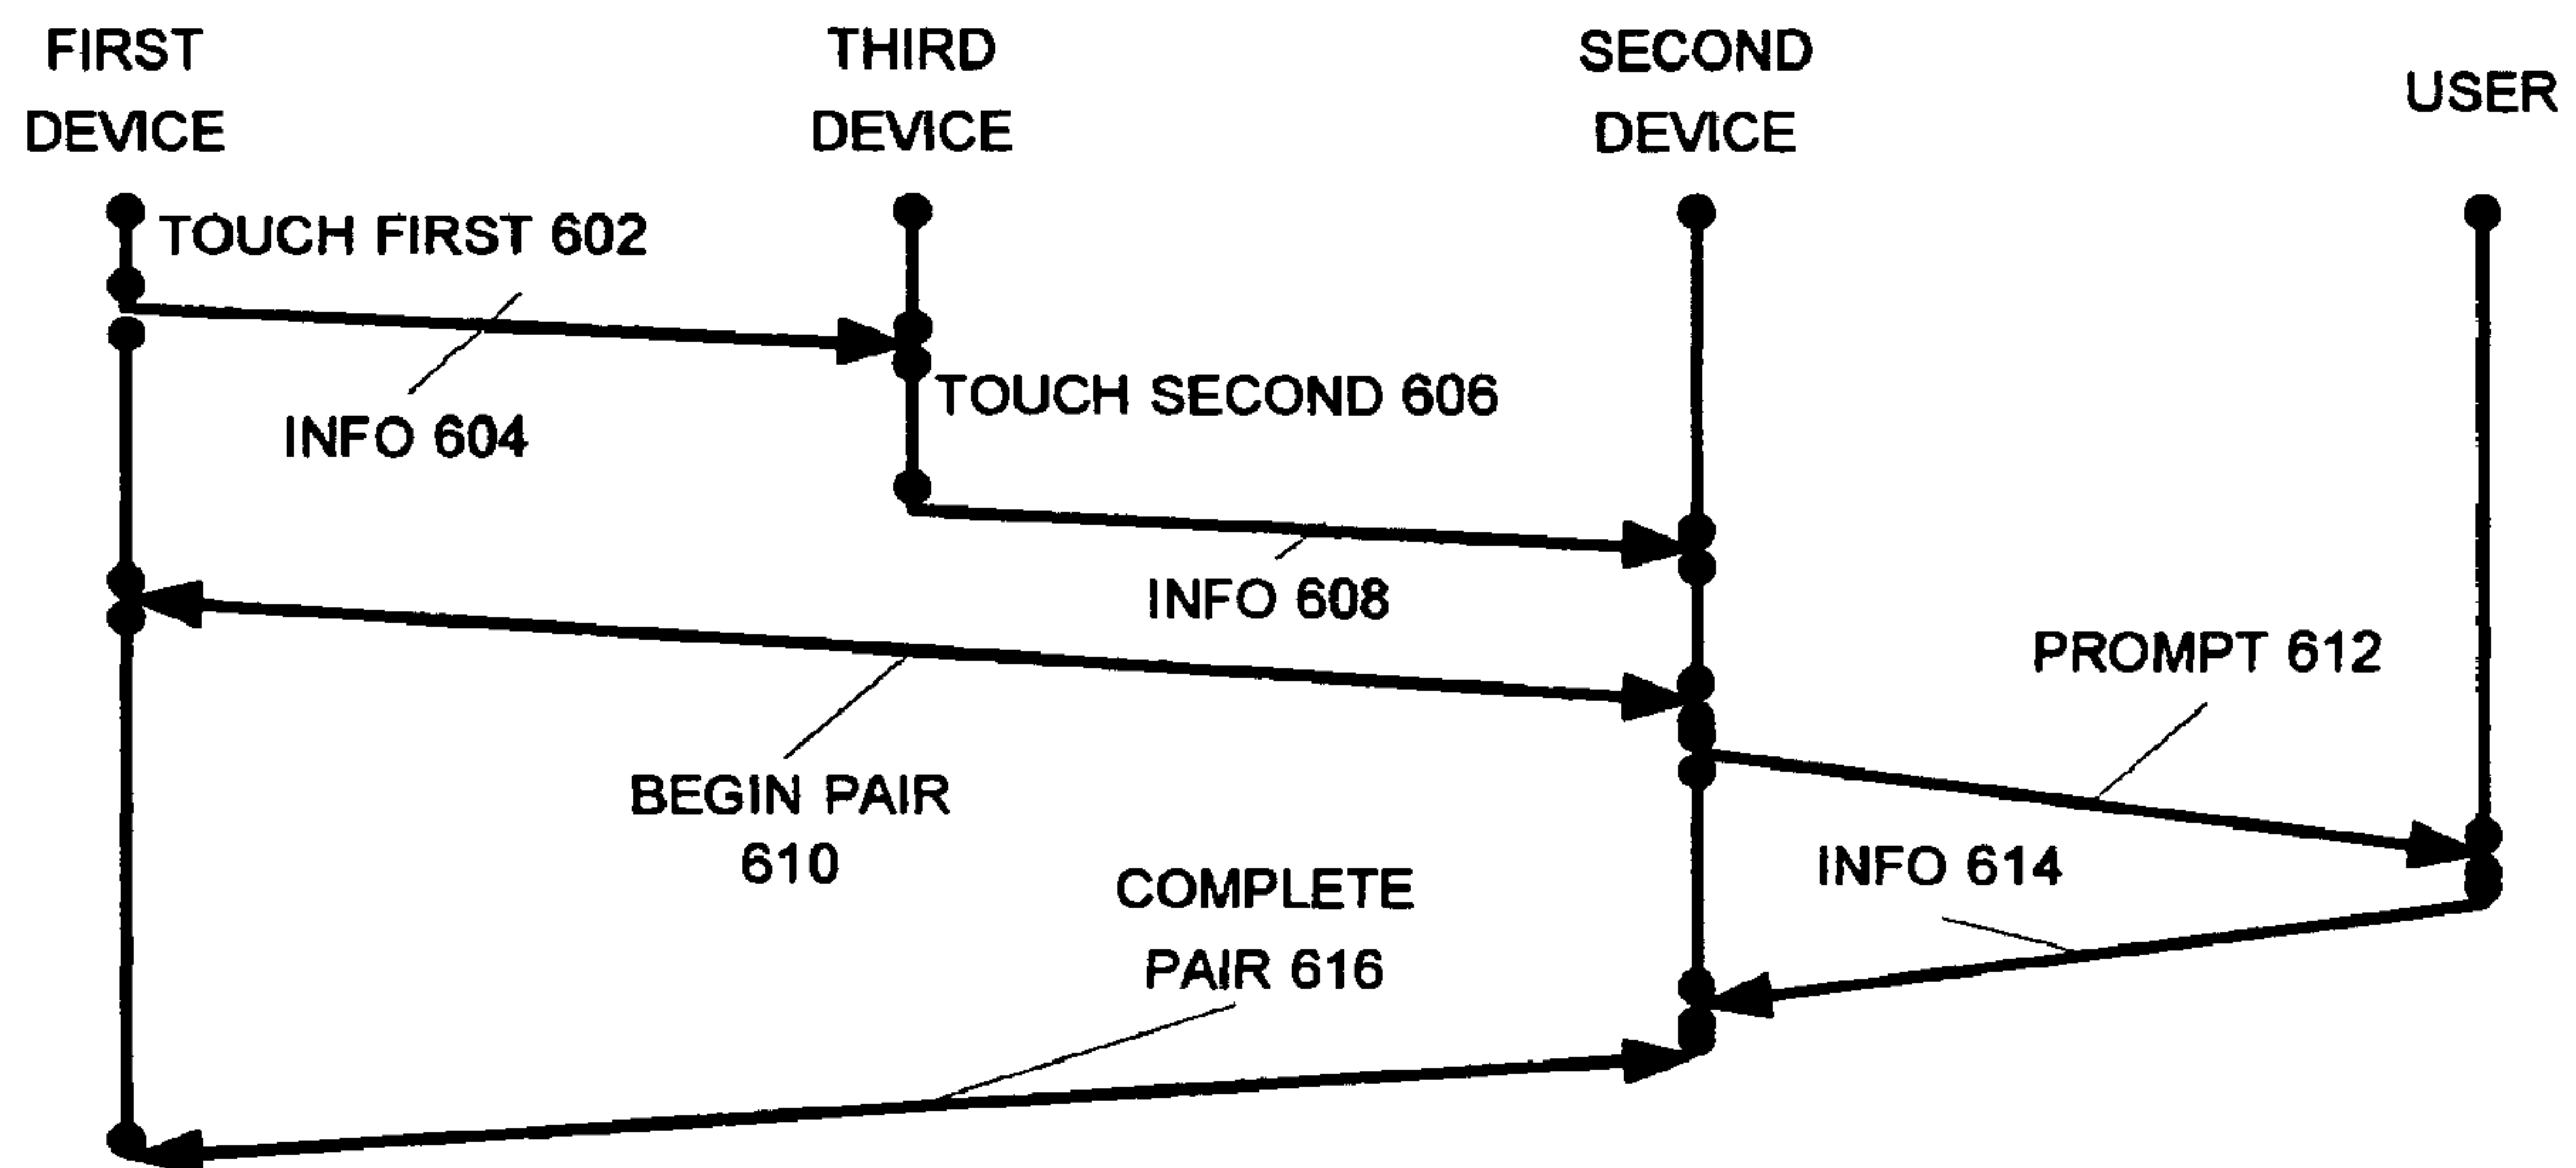 FIRST
DEVICE
THIRD
DEVICE
SECOND
DEVICE
USER
TOUCH FIRST 602
INFO 604
TOUCH SECOND 606
INFO 608
BEGIN PAIR
610
PROMPT 612
INFO 614
COMPLETE
PAIR 616